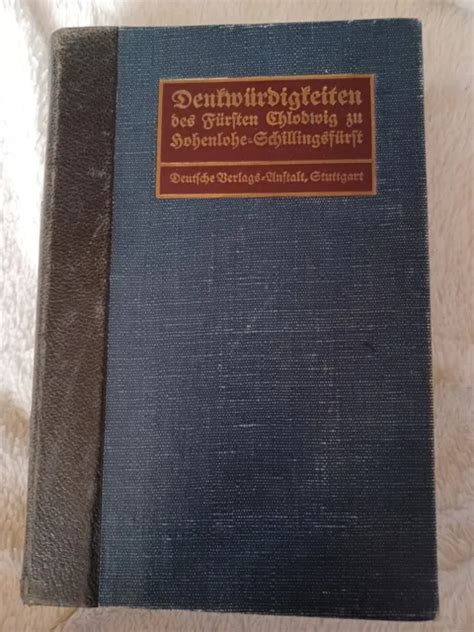 Denkwürdigkeiten
des Fürsten Chlodwig zu
Hohenlohe-Schillingsfürst
Deutsche Verlags-Anstalt, Stuttgart